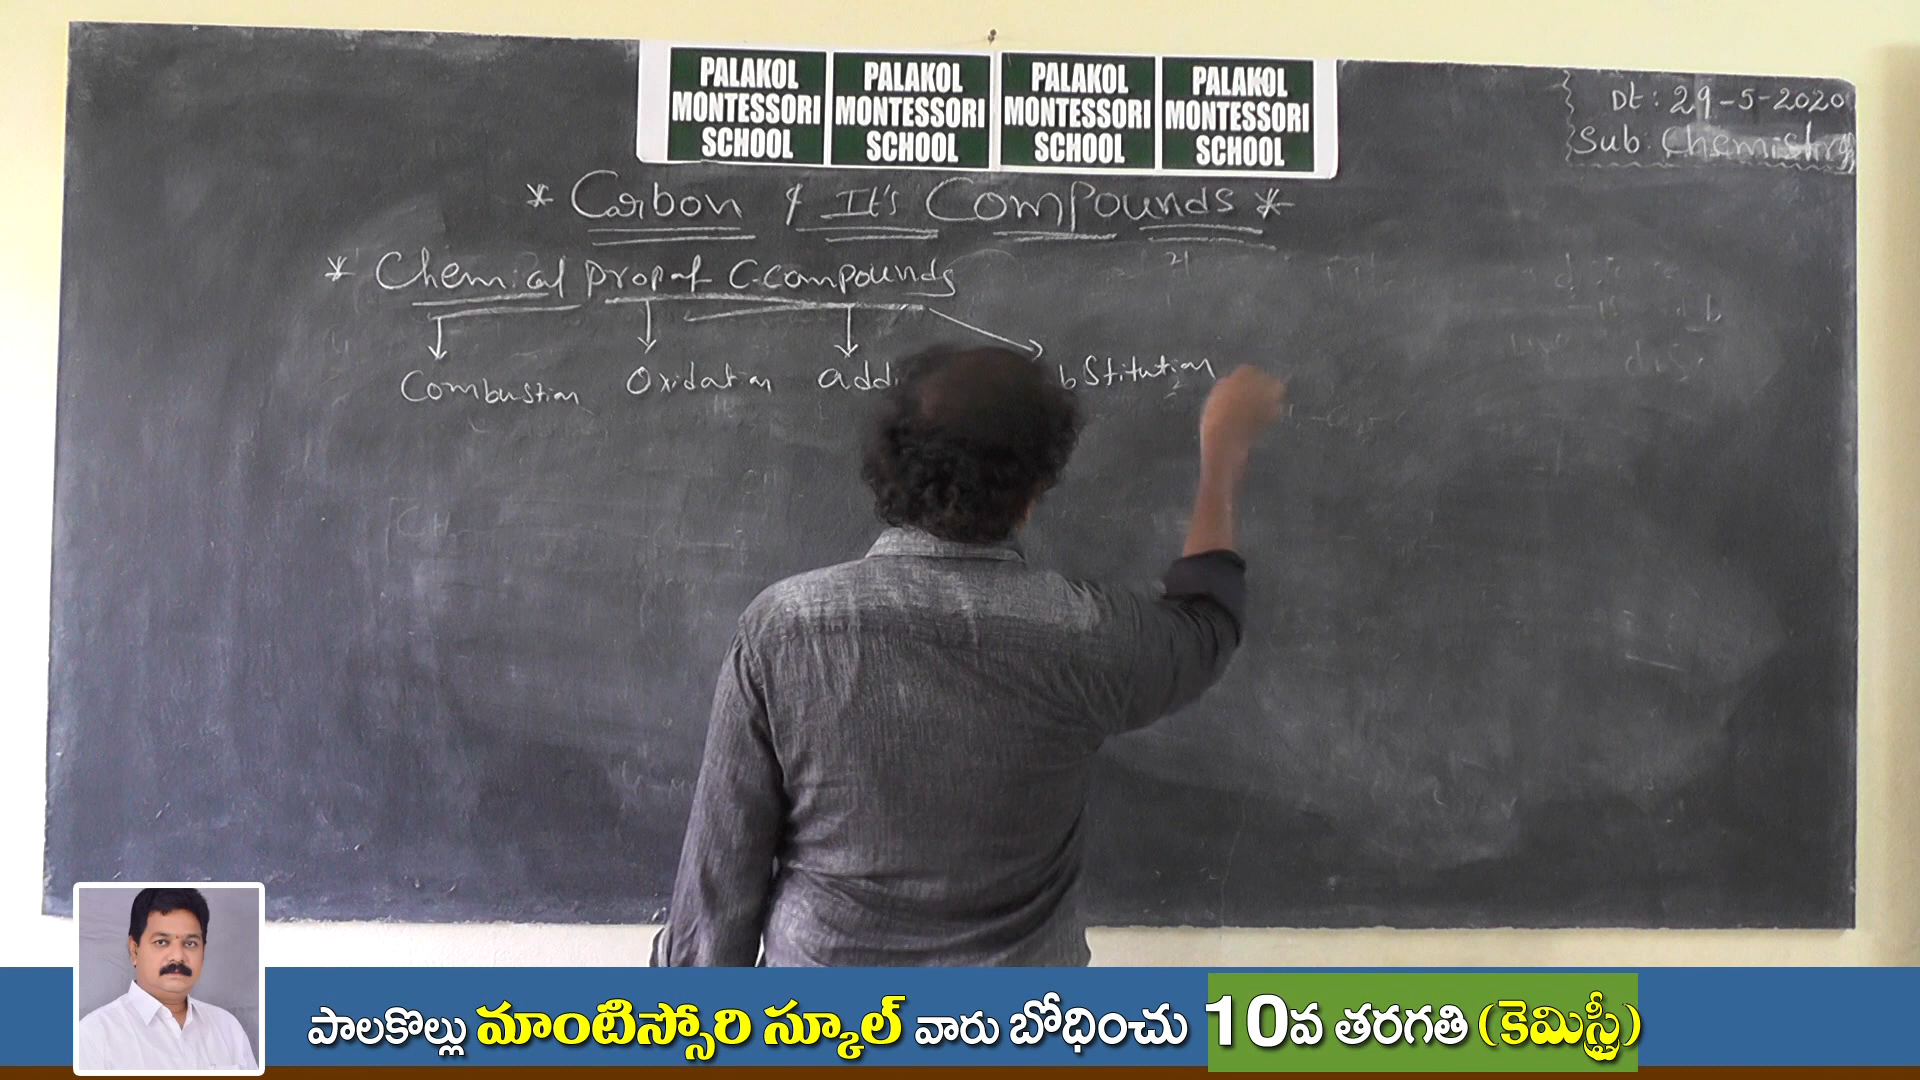 PALAKOL MONTESSORI SCHOOL
PALAKOL MONTESSORI SCHOOL
PALAKOL MONTESSORI SCHOOL
PALAKOL MONTESSORI SCHOOL
Dt: 29-5-2020
Sub: Chemistry
* Carbon & It's Compounds *
* Chemical prop of C-compounds
Combustion Oxidation addi bstitution
పాలకొల్లు మాంటిస్సోరి స్కూల్ వారు బోధించు 10వ తరగతి (కెమిస్ట్రీ)